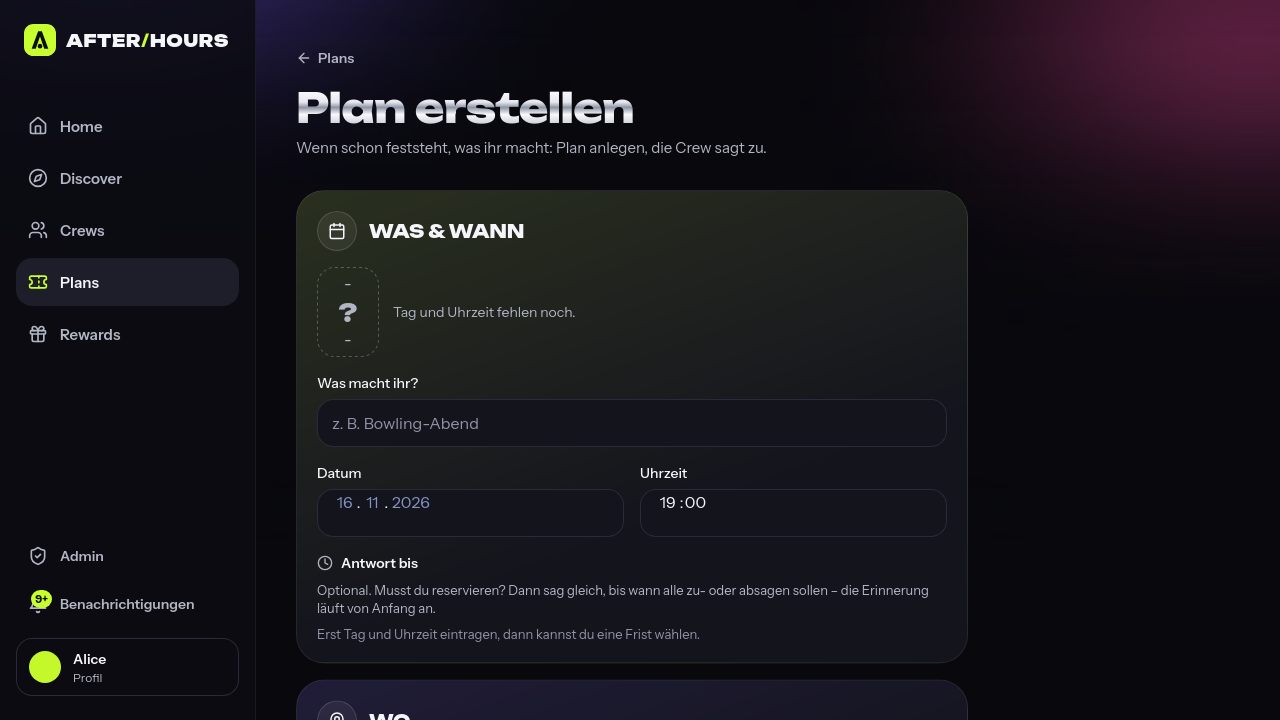 AFTER/HOURS
Home
Discover
Crews
Plans
Rewards
Admin
9+
Benachrichtigungen
Alice
Profil
Plans
Plan erstellen
Wenn schon feststeht, was ihr macht: Plan anlegen, die Crew sagt zu.
WAS & WANN
-
?
-
Tag und Uhrzeit fehlen noch.
Was macht ihr?
z. B. Bowling-Abend
Datum
Uhrzeit
16 . 11 . 2026
19 :00
Antwort bis
Optional. Musst du reservieren? Dann sag gleich, bis wann alle zu- oder absagen sollen – die Erinnerung
läuft von Anfang an.
Erst Tag und Uhrzeit eintragen, dann kannst du eine Frist wählen.
WO